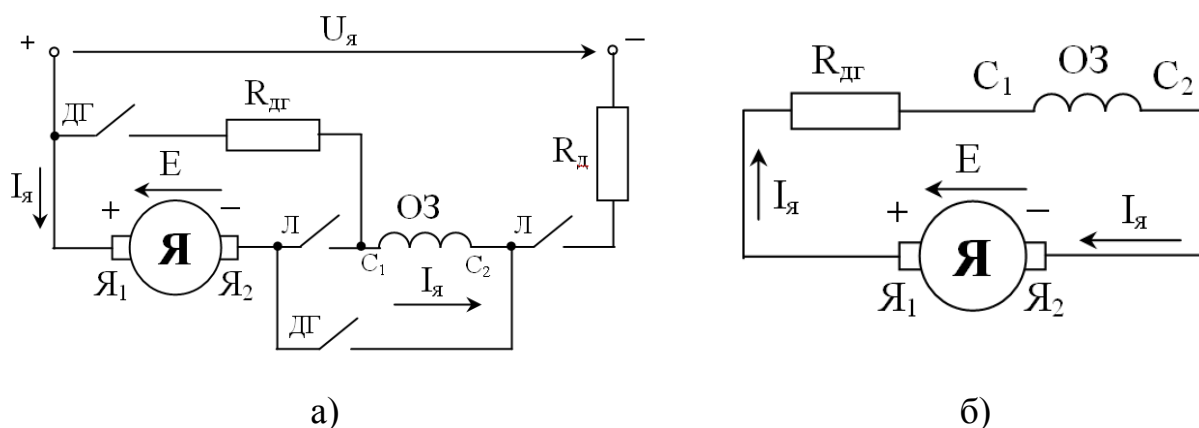 + Uя −
ДГ Rдг
Rд
Iя E
+ −
Я
Я1 Я2
Л ОЗ Л
C1 C2
Iя
ДГ
а)
Rдг C1 ОЗ C2
Iя E Iя
+ −
Я
Я1 Я2
б)